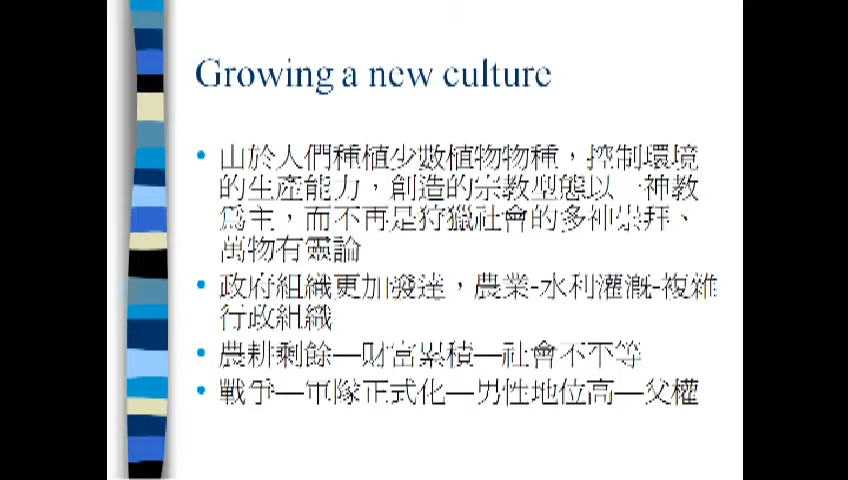 Growing a new culture
由於人們種植少數植物物種，控制環境
的生產能力，創造的宗教型態以一神教
為主，而不再是狩獵社會的多神崇拜、
萬物有靈論
政府組織更加發達，農業-水利灌溉-複雜
行政組織
農耕剩餘—財富累積—社會不平等
戰爭—軍隊正式化—男性地位高—父權